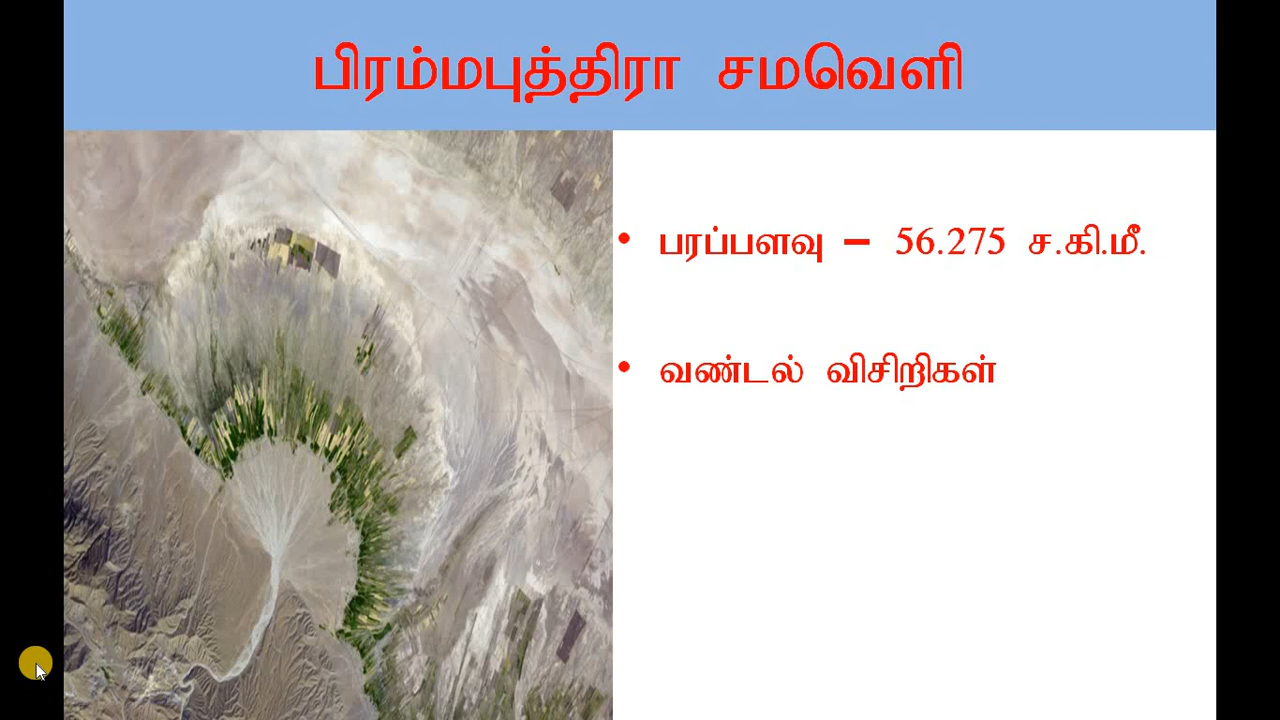 பிரம்மபுத்திரா சமவெளி
• பரப்பளவு – 56.275 ச.கி.மீ.
• வண்டல் விசிறிகள்